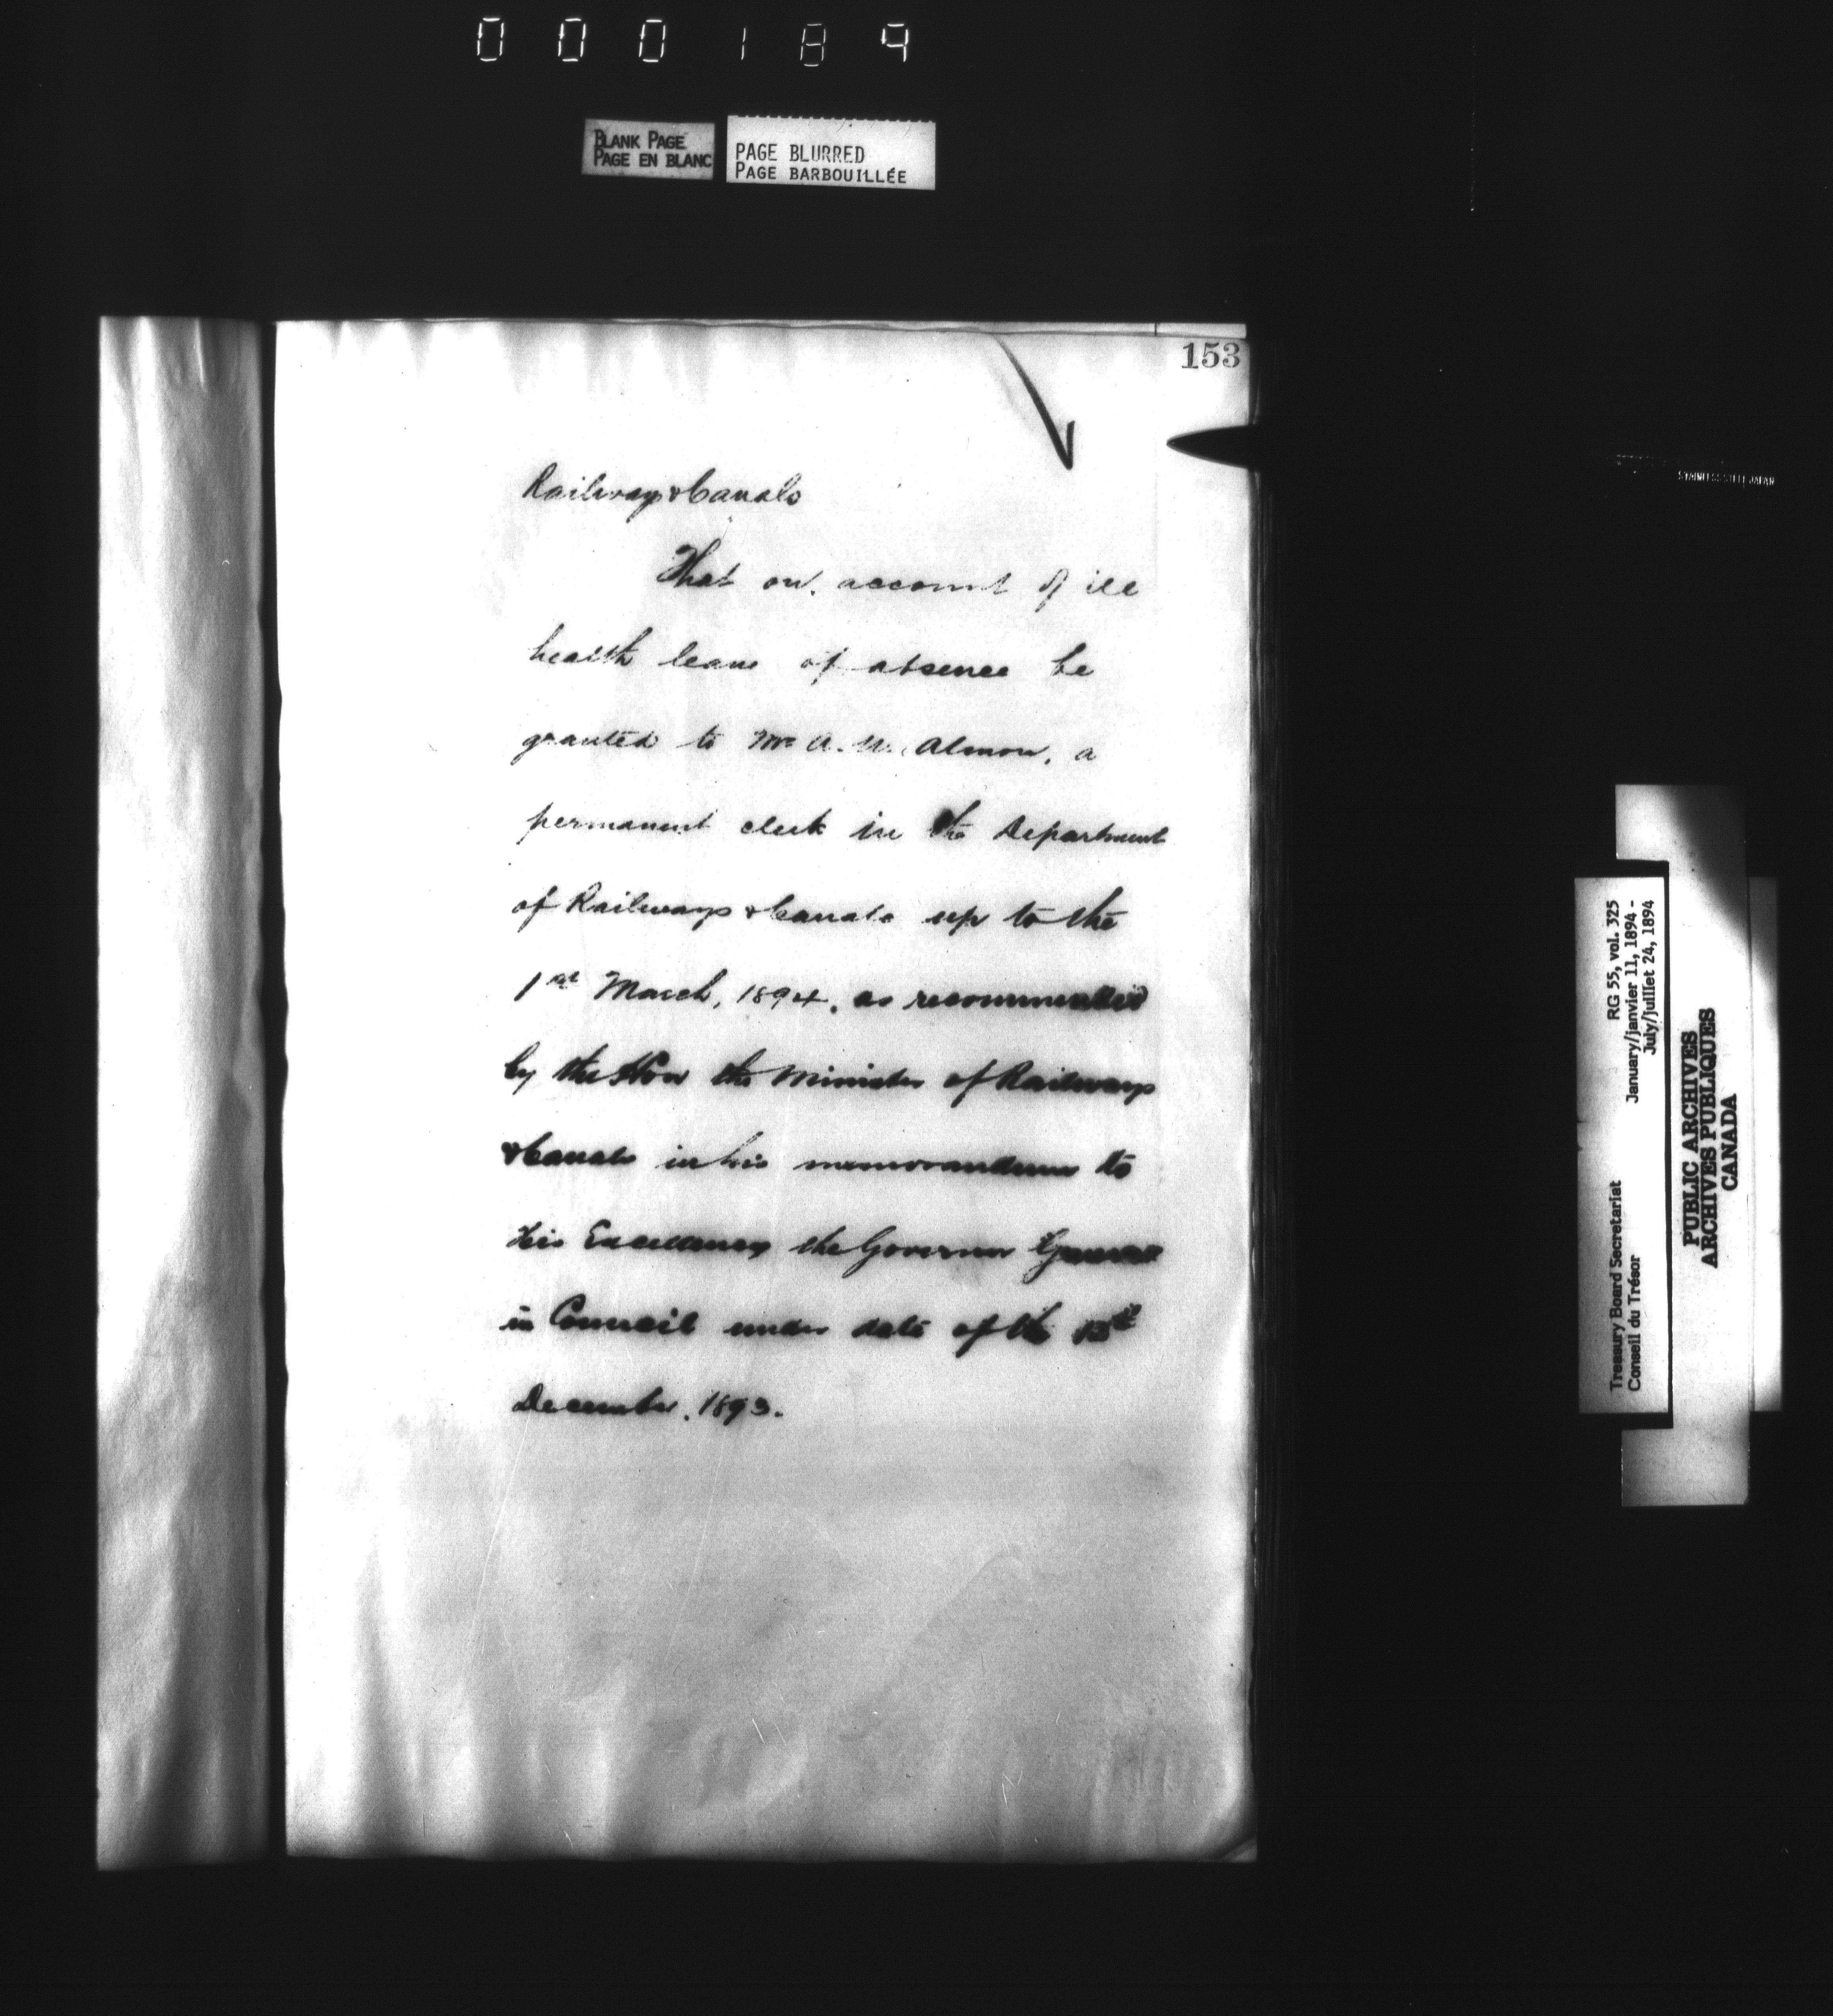 000189
BLANK PAGE
PAGE EN BLANC
PAGE BLURRED
PAGE BARBOUILLÉE
153
Railways & Canals
That on account of ill
health leave of absence be
granted to Mr A. Almon, a
permanent clerk in the Department
of Railways & Canals up to the
1st March, 1894, as recommended
by the Hon the Minister of Railways
& Canals in his memorandum to
His Excellency the Governor General
in Council under date of the
December, 1893.
STAINLESS STEEL JAPAN
Treasury Board Secretariat RG 55, vol. 325
Conseil du Trésor January/janvier 11, 1894 -
July/juillet 24, 1894
PUBLIC ARCHIVES
ARCHIVES PUBLIQUES
CANADA